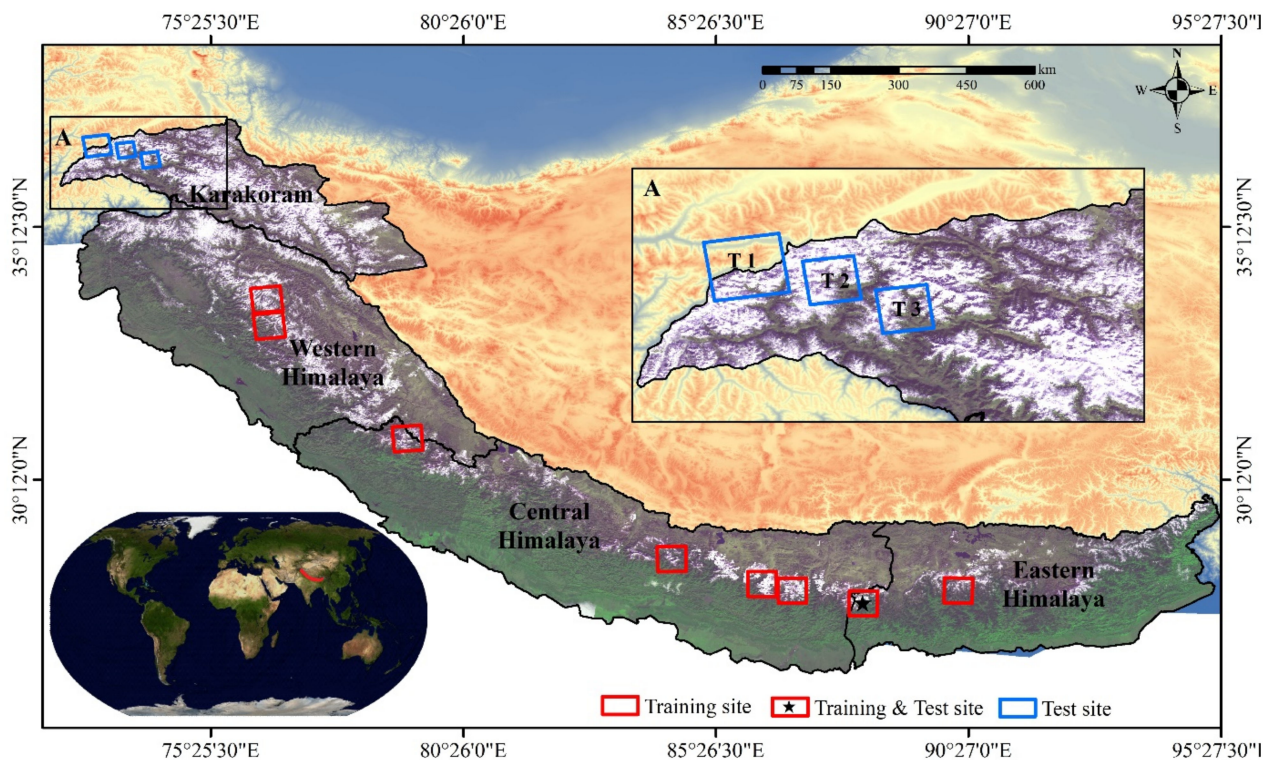 75°25'30"E 80°26'0"E 85°26'30"E 90°27'0"E 95°27'30"E
0 75 150 300 450 600 km
N
W E
S
A
A
Karakoram
T 1
T 2
T 3
35°12'30"N
35°12'30"N
Western
Himalaya
30°12'0"N
30°12'0"N
Central
Himalaya
Eastern
Himalaya
Training site Training & Test site Test site
75°25'30"E 80°26'0"E 85°26'30"E 90°27'0"E 95°27'30"E